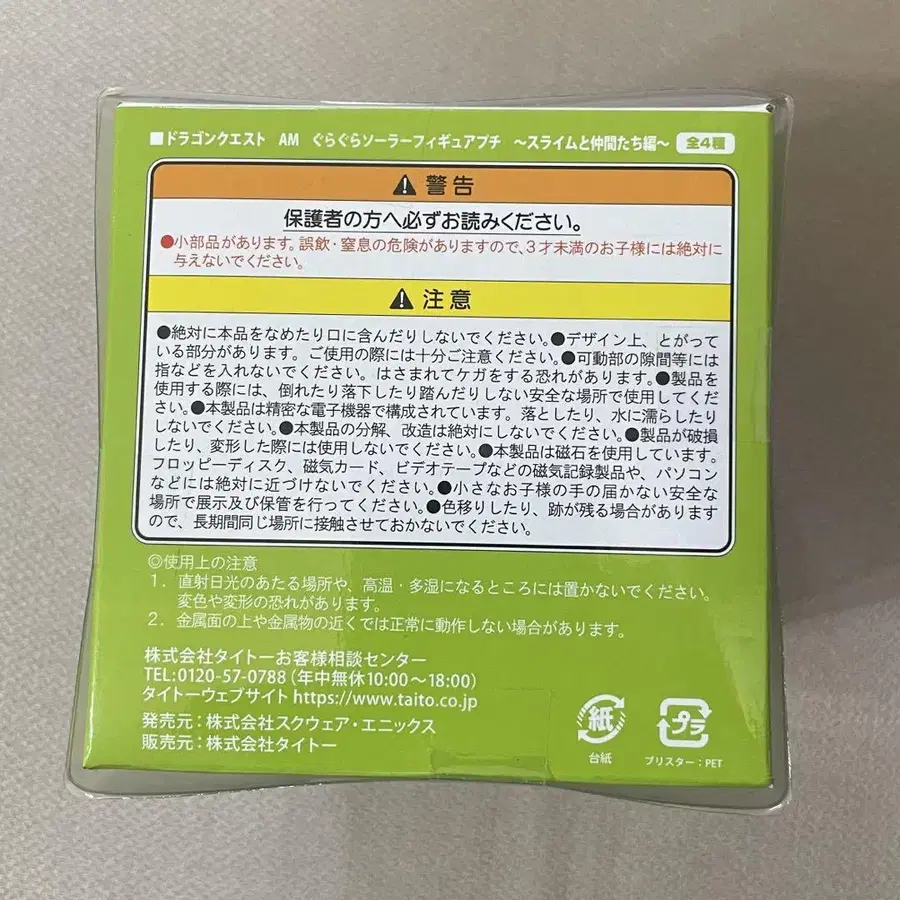 ■ドラゴンクエスト AM ぐらぐらソーラーフィギュアプチ ～スライムと仲間たち編～ 全4種
警告
保護者の方へ必ずお読みください。
●小部品があります。誤飲・窒息の危険がありますので、3才未満のお子様には絶対に
与えないでください。
注意
●絶対に本品をなめたり口に含んだりしないでください。●デザイン上、とがって
いる部分があります。ご使用の際には十分ご注意ください。●可動部の隙間等には
指などを入れないでください。はさまれてケガをする恐れがあります。●製品を
使用する際には、倒れたり落下したり踏んだりしない安全な場所で使用してくだ
さい。●本製品は精密な電子機器で構成されています。落としたり、水に濡らしたり
しないでください。●本製品の分解、改造は絶対にしないでください。●製品が破損
したり、変形した際には使用しないでください。●本製品は磁石を使用しています。
フロッピーディスク、磁気カード、ビデオテープなどの磁気記録製品や、パソコン
などには絶対に近づけないでください。●小さなお子様の手の届かない安全な
場所で展示及び保管を行ってください。●色移りしたり、跡が残る場合があります
ので、長期間同じ場所に接触させておかないでください。
◎使用上の注意
1. 直射日光のあたる場所や、高温・多湿になるところには置かないでください。
変色や変形の恐れがあります。
2. 金属面の上や金属物の近くでは正常に動作しない場合があります。
株式会社タイトーお客様相談センター
TEL:0120-57-0788（年中無休10:00～18:00）
タイトーウェブサイト https://www.taito.co.jp
発売元：株式会社スクウェア・エニックス
販売元：株式会社タイトー
紙
台紙
プラ
ブリスター：PET